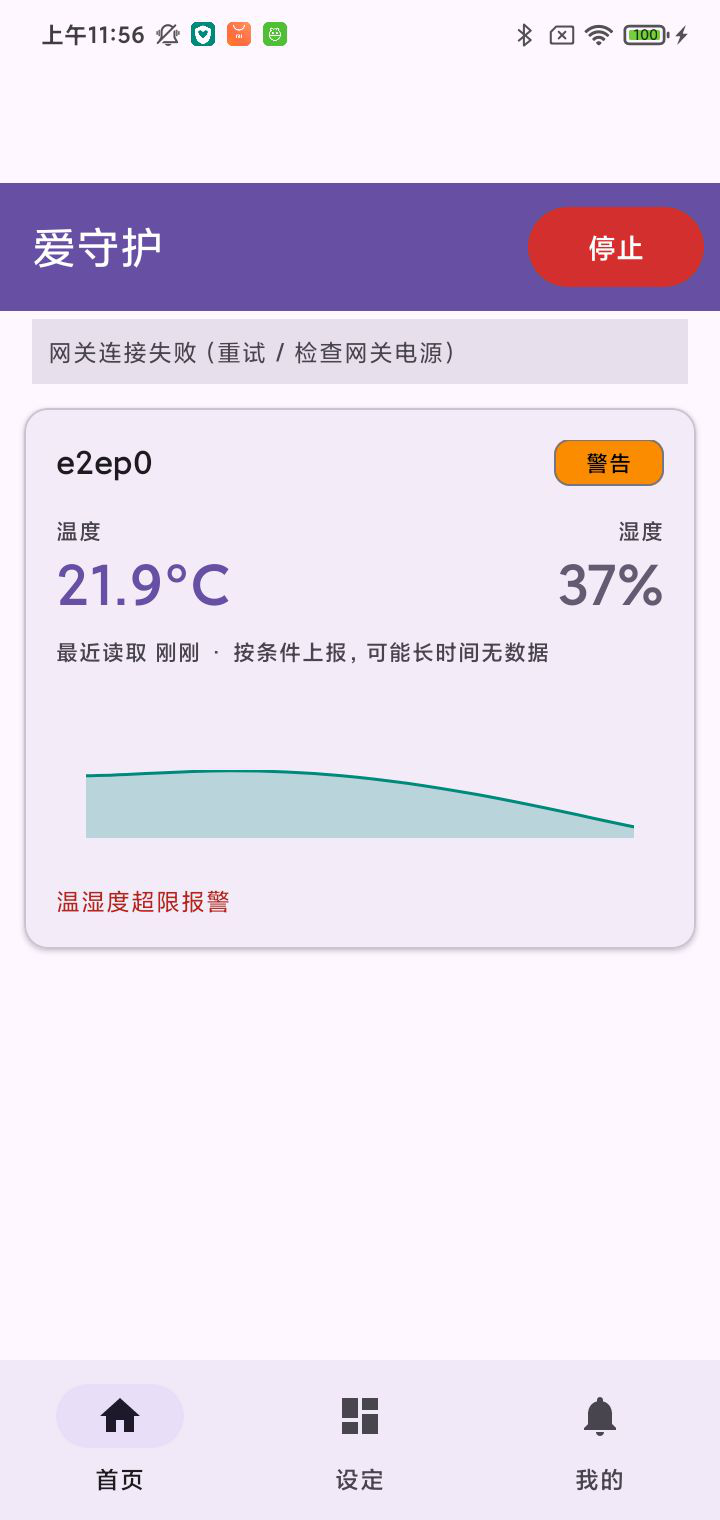 上午11:56
100
爱守护
停止
网关连接失败 (重试 / 检查网关电源)
e2ep0
警告
温度
湿度
21.9°C
37%
最近读取 刚刚 · 按条件上报, 可能长时间无数据
温湿度超限报警
首页
设定
我的